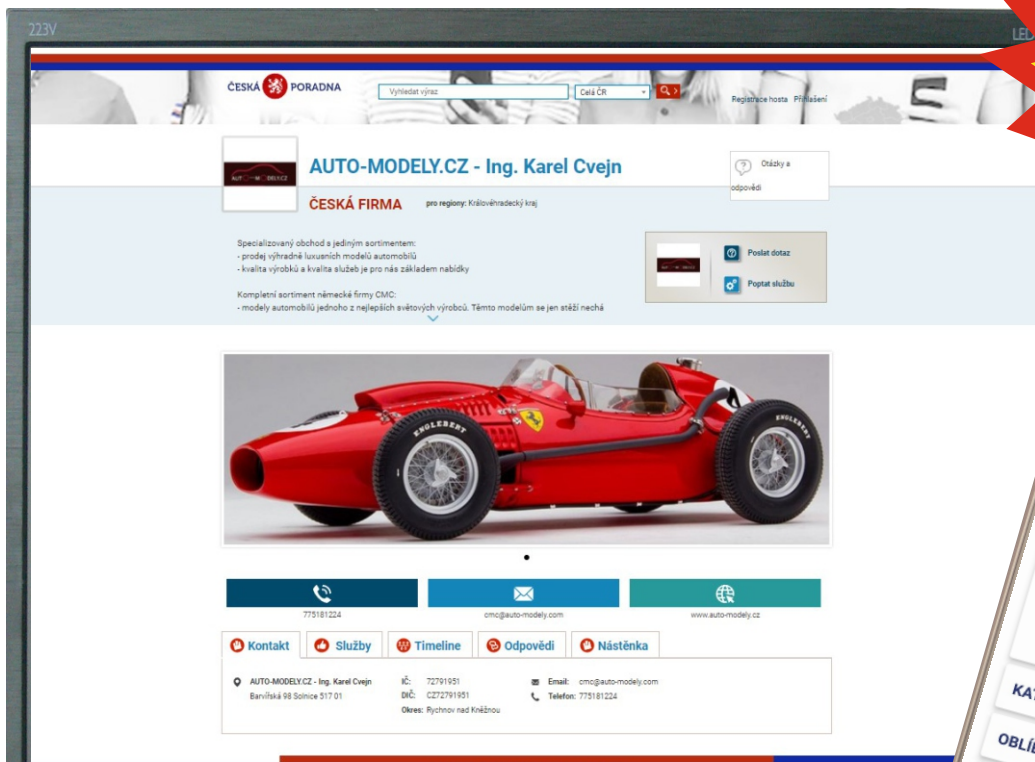 223V
LED
ČESKÁ PORADNA
Vyhledat výraz
Celá ČR
Registrace hosta Přihlášení
AUTO-MODELY.CZ - Ing. Karel Cvejn
Otázky a
odpovědi
ČESKÁ FIRMA
pro regiony: Královéhradecký kraj
Specializovaný obchod s jediným sortimentem:
- prodej výhradně luxusních modelů automobilů
- kvalita výrobků a kvalita služeb je pro nás základem nabídky
Poslat dotaz
Poptat službu
Kompletní sortiment německé firmy CMC:
- modely automobilů jednoho z nejlepších světových výrobců. Těmto modelům se jen stěží nechá
ENGLEBERT
ENGLEBERT
775181224
cmc@auto-modely.com
www.auto-modely.cz
Kontakt
Služby
Timeline
Odpovědi
Nástěnka
AUTO-MODELY.CZ - Ing. Karel Cvejn
Barvířská 98 Solnice 517 01
IČ: 72791951
DIČ: CZ72791951
Okres: Rychnov nad Kněžnou
Email: cmc@auto-modely.com
Telefon: 775181224
KAT
OBLÍB